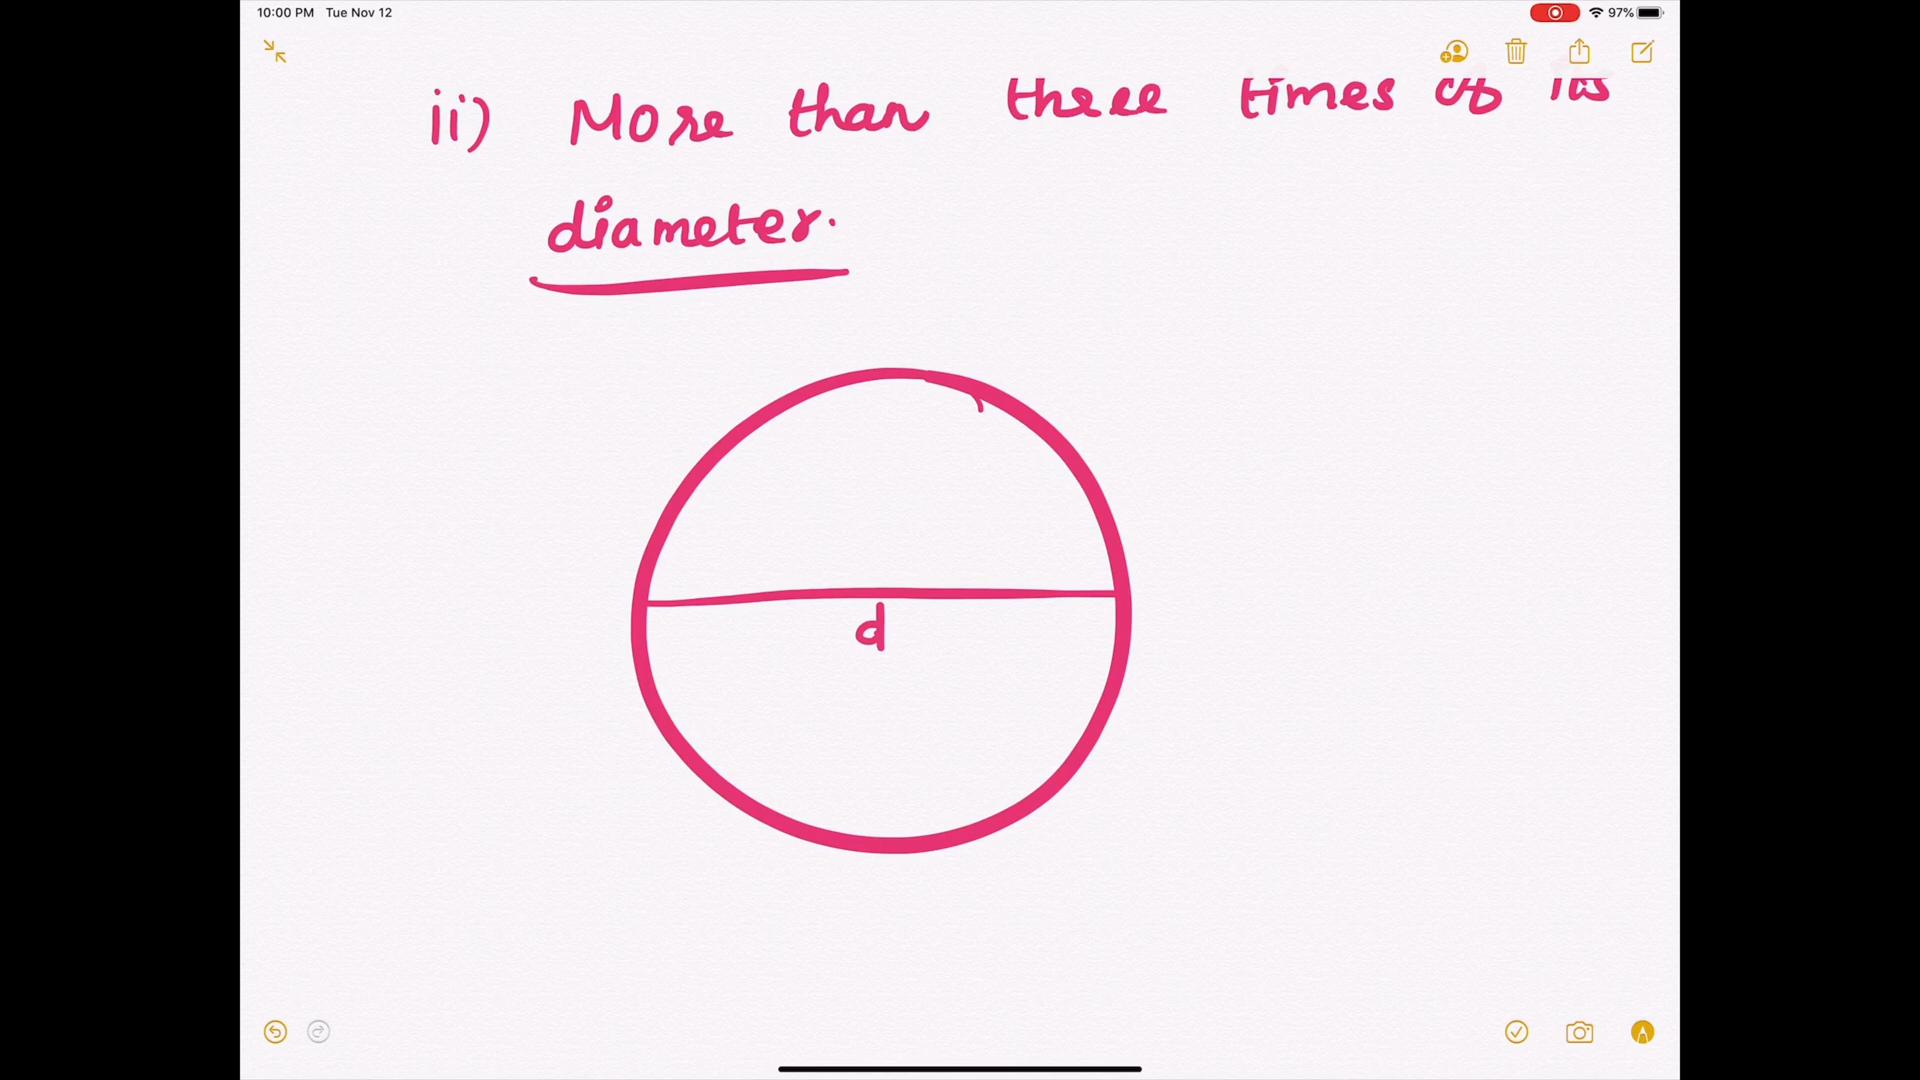 10:00 PM Tue Nov 12
97%
ii) More than three times of its
diameter.
d